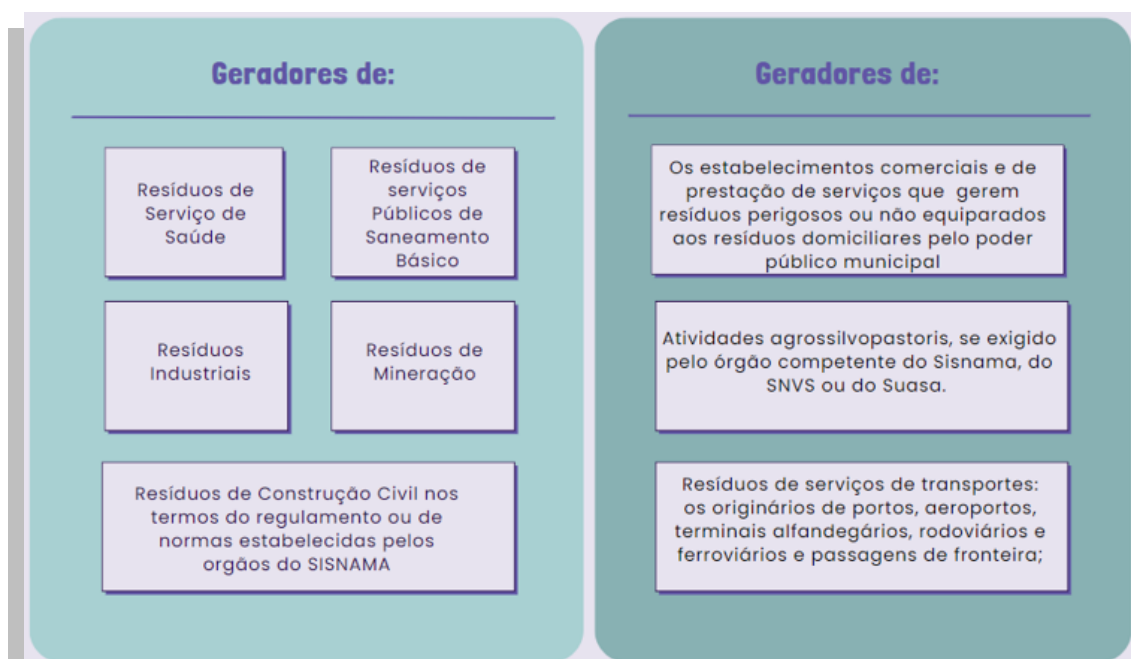 Geradores de:
Resíduos de
Serviço de
Saúde
Resíduos de
serviços
Públicos de
Saneamento
Básico
Resíduos
Industriais
Resíduos de
Mineração
Resíduos de Construção Civil nos
termos do regulamento ou de
normas estabelecidas pelos
orgãos do SISNAMA
Geradores de:
Os estabelecimentos comerciais e de
prestação de serviços que gerem
resíduos perigosos ou não equiparados
aos resíduos domiciliares pelo poder
público municipal
Atividades agrossilvopastoris, se exigido
pelo órgão competente do Sisnama, do
SNVS ou do Suasa.
Resíduos de serviços de transportes:
os originários de portos, aeroportos,
terminais alfandegários, rodoviários e
ferroviários e passagens de fronteira;